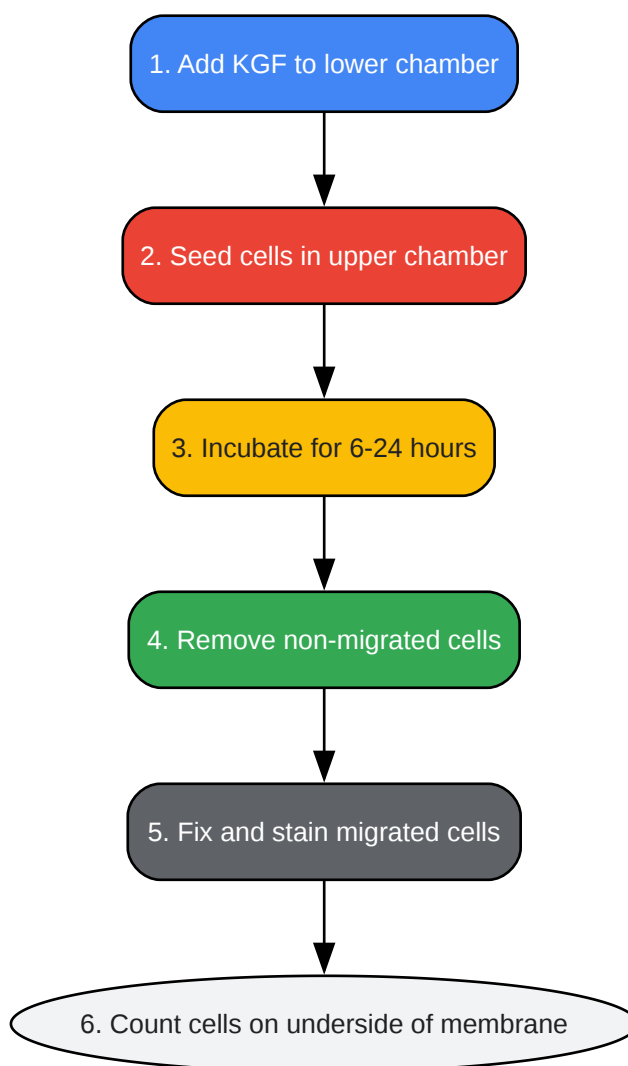 1. Add KGF to lower chamber
2. Seed cells in upper chamber
3. Incubate for 6-24 hours
4. Remove non-migrated cells
5. Fix and stain migrated cells
6. Count cells on underside of membrane